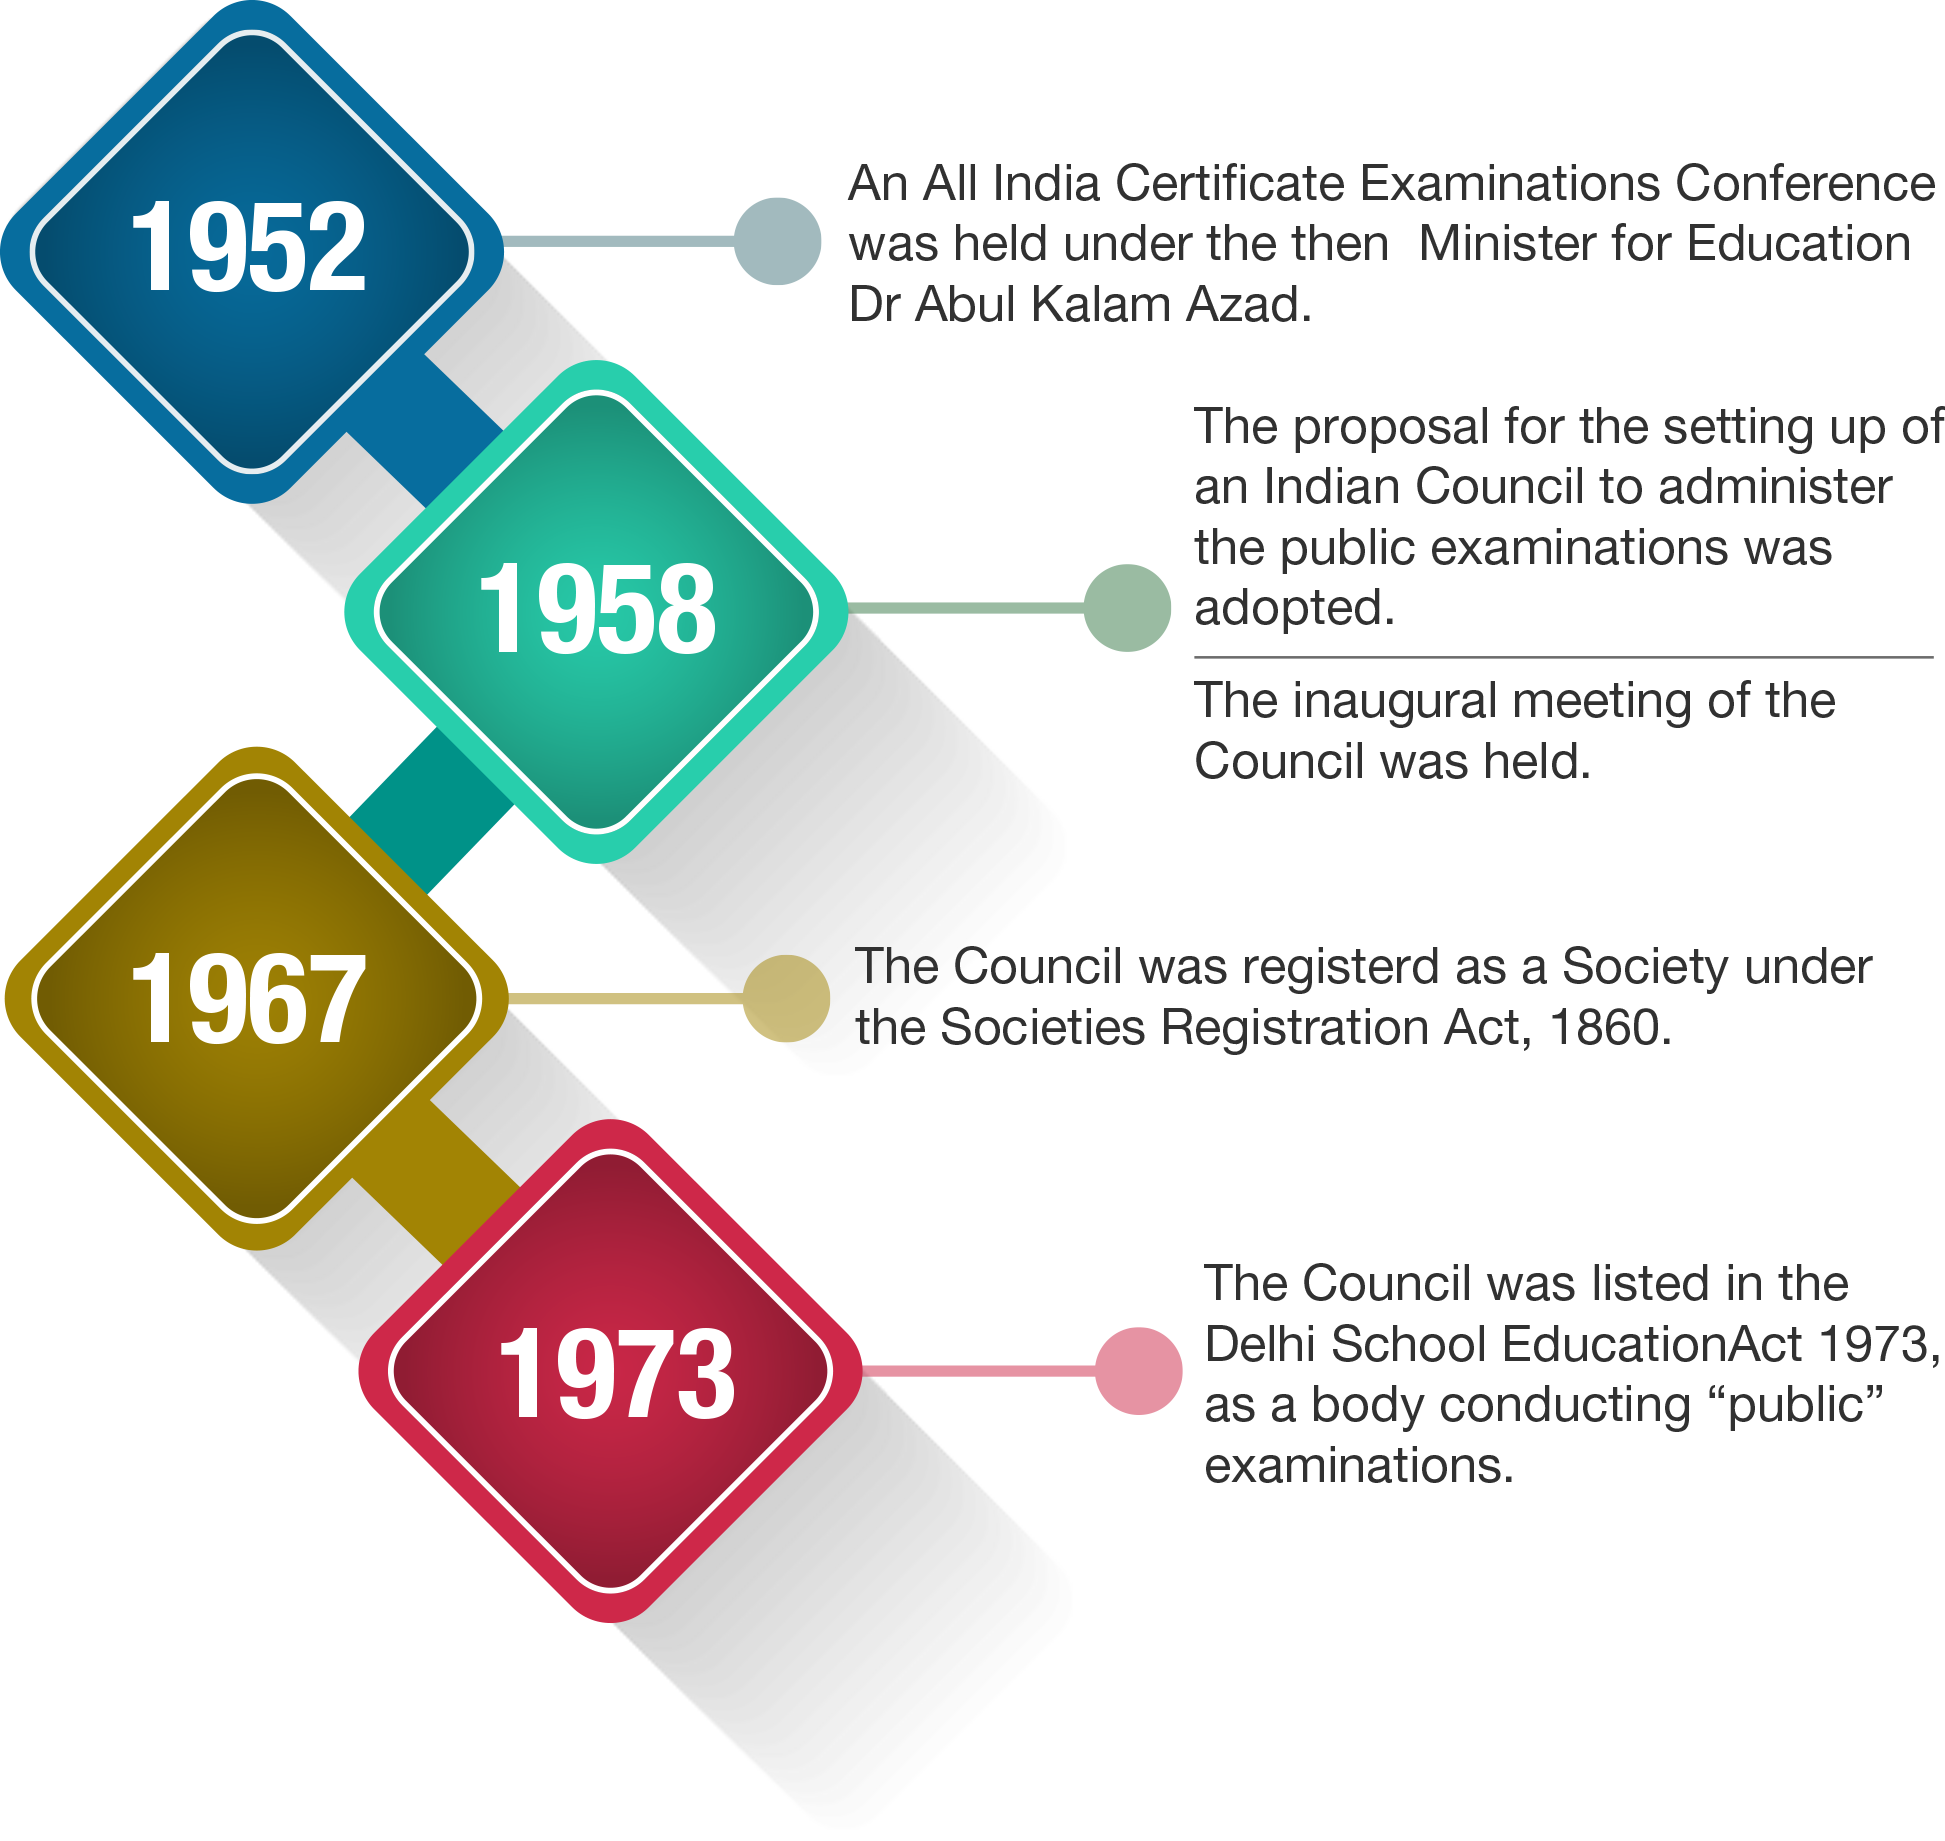 1952
An All India Certificate Examinations Conference
was held under the then  Minister for Education
Dr Abul Kalam Azad.
1958
The proposal for the setting up of
an Indian Council to administer
the public examinations was
adopted.
The inaugural meeting of the
Council was held.
1967
The Council was registerd as a Society under
the Societies Registration Act, 1860.
1973
The Council was listed in the
Delhi School EducationAct 1973,
as a body conducting “public”
examinations.